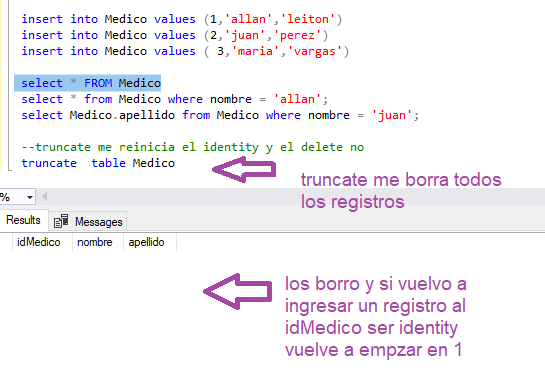 insert into Medico values (1,'allan','leiton')
insert into Medico values (2,'juan','perez')
insert into Medico values ( 3,'maria','vargas')
select * FROM Medico
select * from Medico where nombre = 'allan';
select Medico.apellido from Medico where nombre = 'juan';
--truncate me reinicia el identity y el delete no
truncate  table Medico
truncate me borra todos
los registros
%
Results
Messages
idMedico nombre apellido
los borro y si vuelvo a
ingresar un registro al
idMedico ser identity
vuelve a empzar en 1